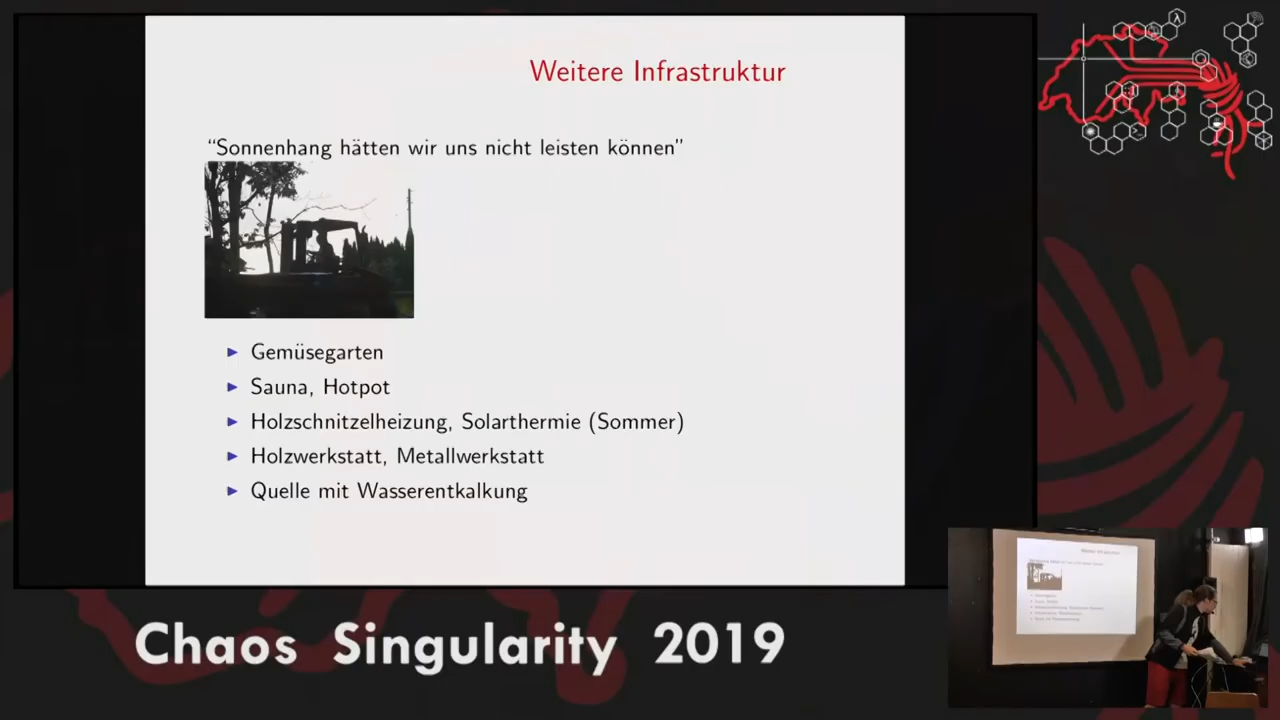 Weitere Infrastruktur
“Sonnenhang hätten wir uns nicht leisten können”
Gemüsegarten
Sauna, Hotpot
Holzschnitzelheizung, Solarthermie (Sommer)
Holzwerkstatt, Metallwerkstatt
Quelle mit Wasserentkalkung
Chaos Singularity 2019